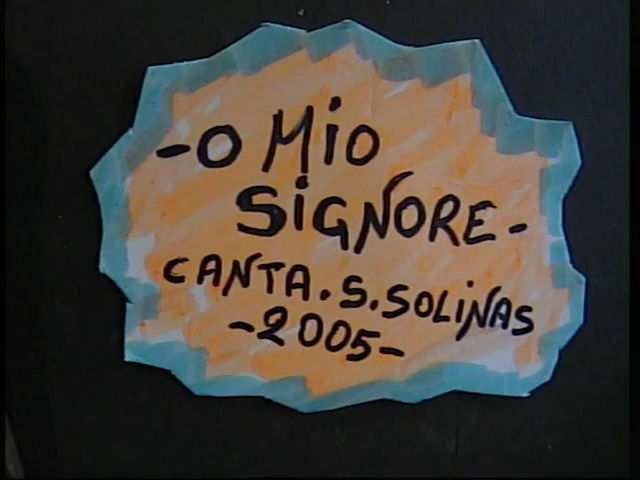 -O MiO
SiGNORE-
CANTA. S. SOLiNAS
-2005-